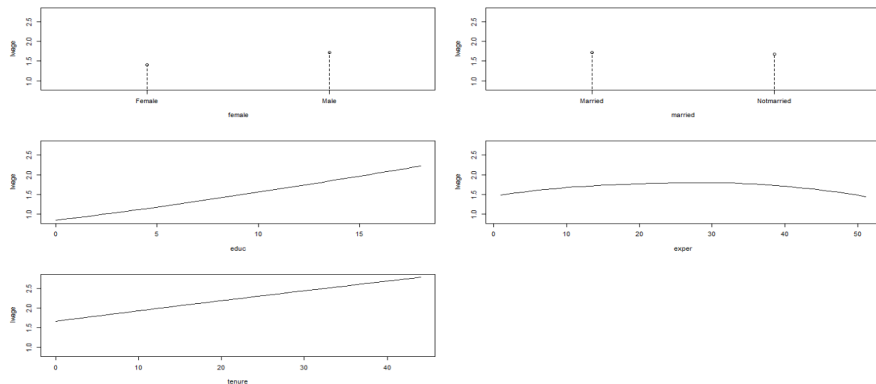 lwage
1.0 1.5 2.0 2.5
Female Male
female
lwage
1.0 1.5 2.0 2.5
Married Notmarried
married
lwage
1.0 1.5 2.0 2.5
0 5 10 15
educ
lwage
1.0 1.5 2.0 2.5
0 10 20 30 40 50
exper
lwage
1.0 1.5 2.0 2.5
0 10 20 30 40
tenure